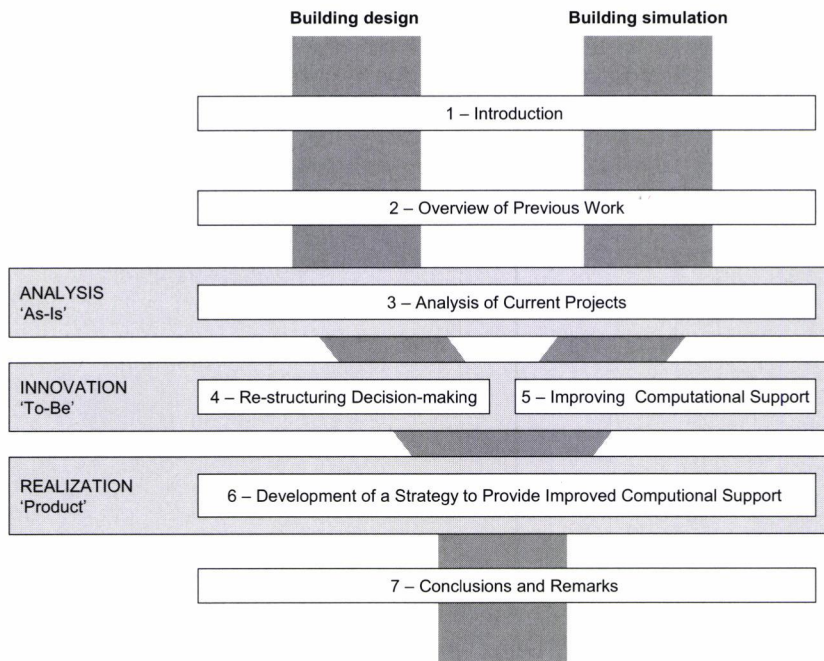 Building design
Building simulation
1 – Introduction
2 – Overview of Previous Work
ANALYSIS
'As-Is'
3 – Analysis of Current Projects
INNOVATION
'To-Be'
4 – Re-structuring Decision-making
5 – Improving Computational Support
REALIZATION
'Product'
6 – Development of a Strategy to Provide Improved Computional Support
7 – Conclusions and Remarks